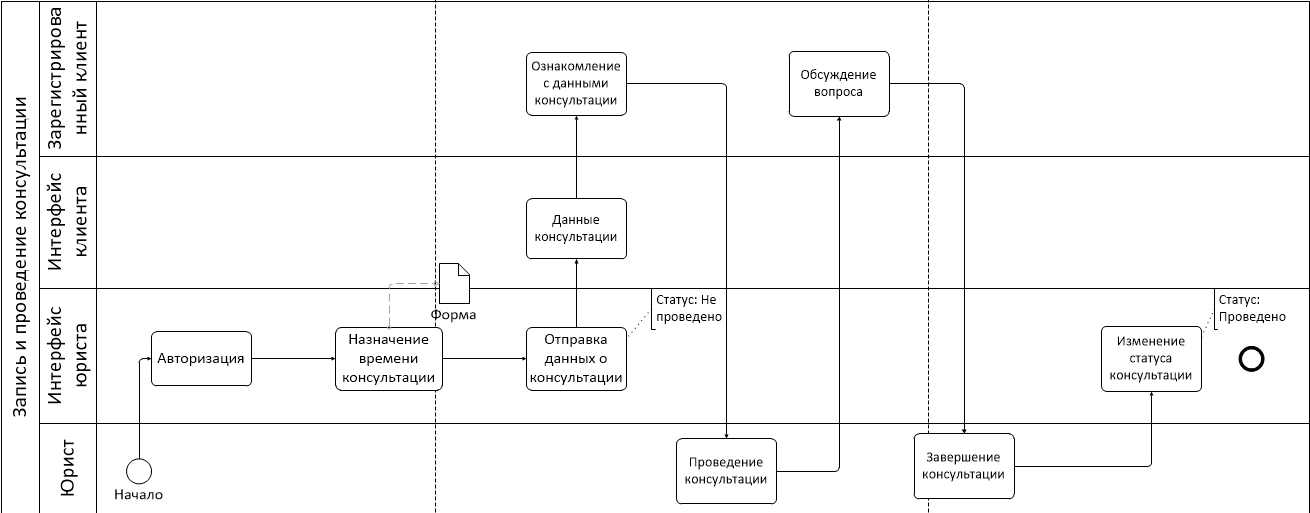 Запись и проведение консультации
Зарегистрирова
нный клиент
Ознакомление
с данными
консультации
Обсуждение
вопроса
Интерфейс
клиента
Данные
консультации
Интерфейс
юриста
Форма
Статус: Не
проведено
Статус:
Проведено
Авторизация
Назначение
времени
консультации
Отправка
данных о
консультации
Изменение
статуса
консультации
Юрист
Начало
Проведение
консультации
Завершение
консультации